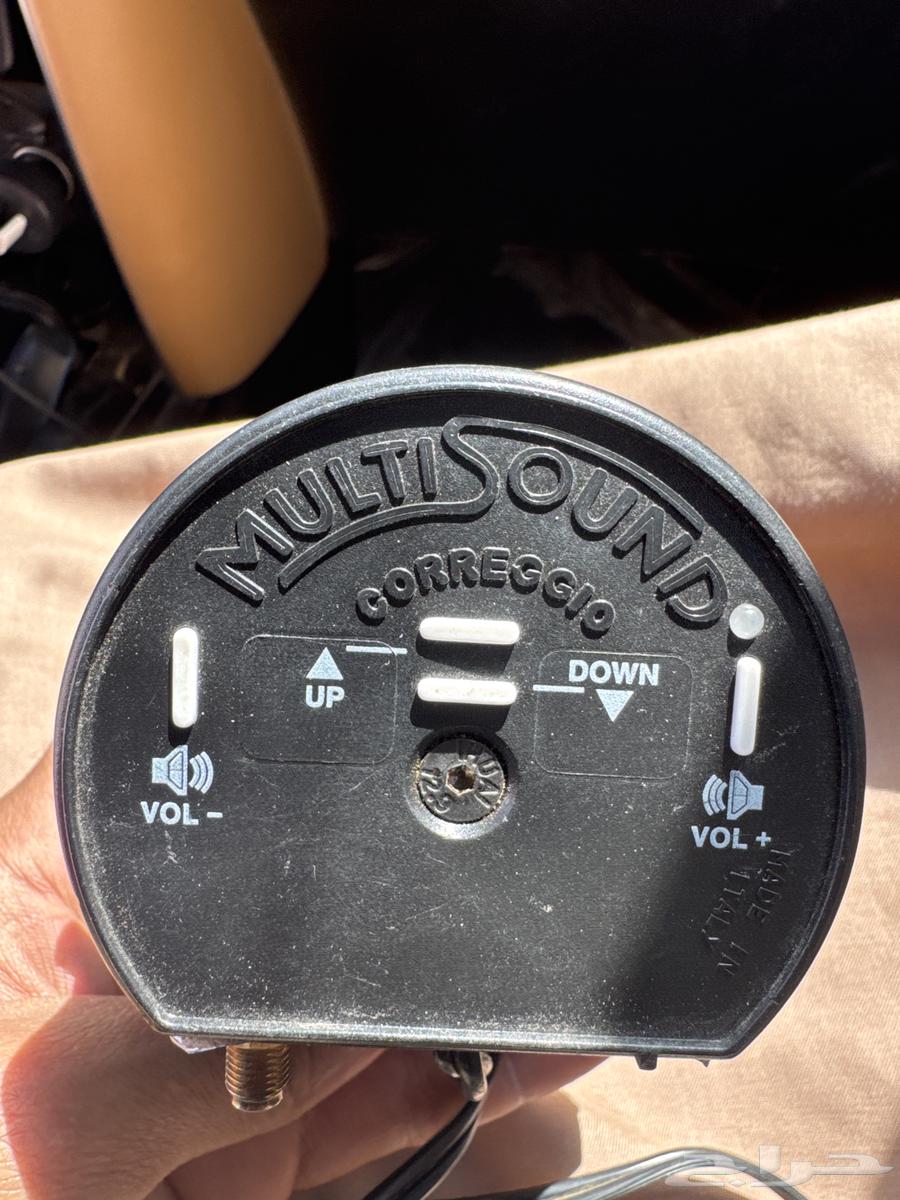 MULTISOUND
CORREGGIO
UP
DOWN
VOL -
VOL +
MADE IN
ITALY
حراج